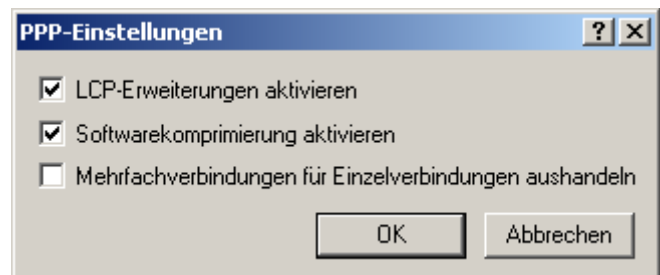 PPP-Einstellungen
LCP-Erweiterungen aktivieren
Softwarekomprimierung aktivieren
Mehrfachverbindungen für Einzelverbindungen aushandeln
OK Abbrechen